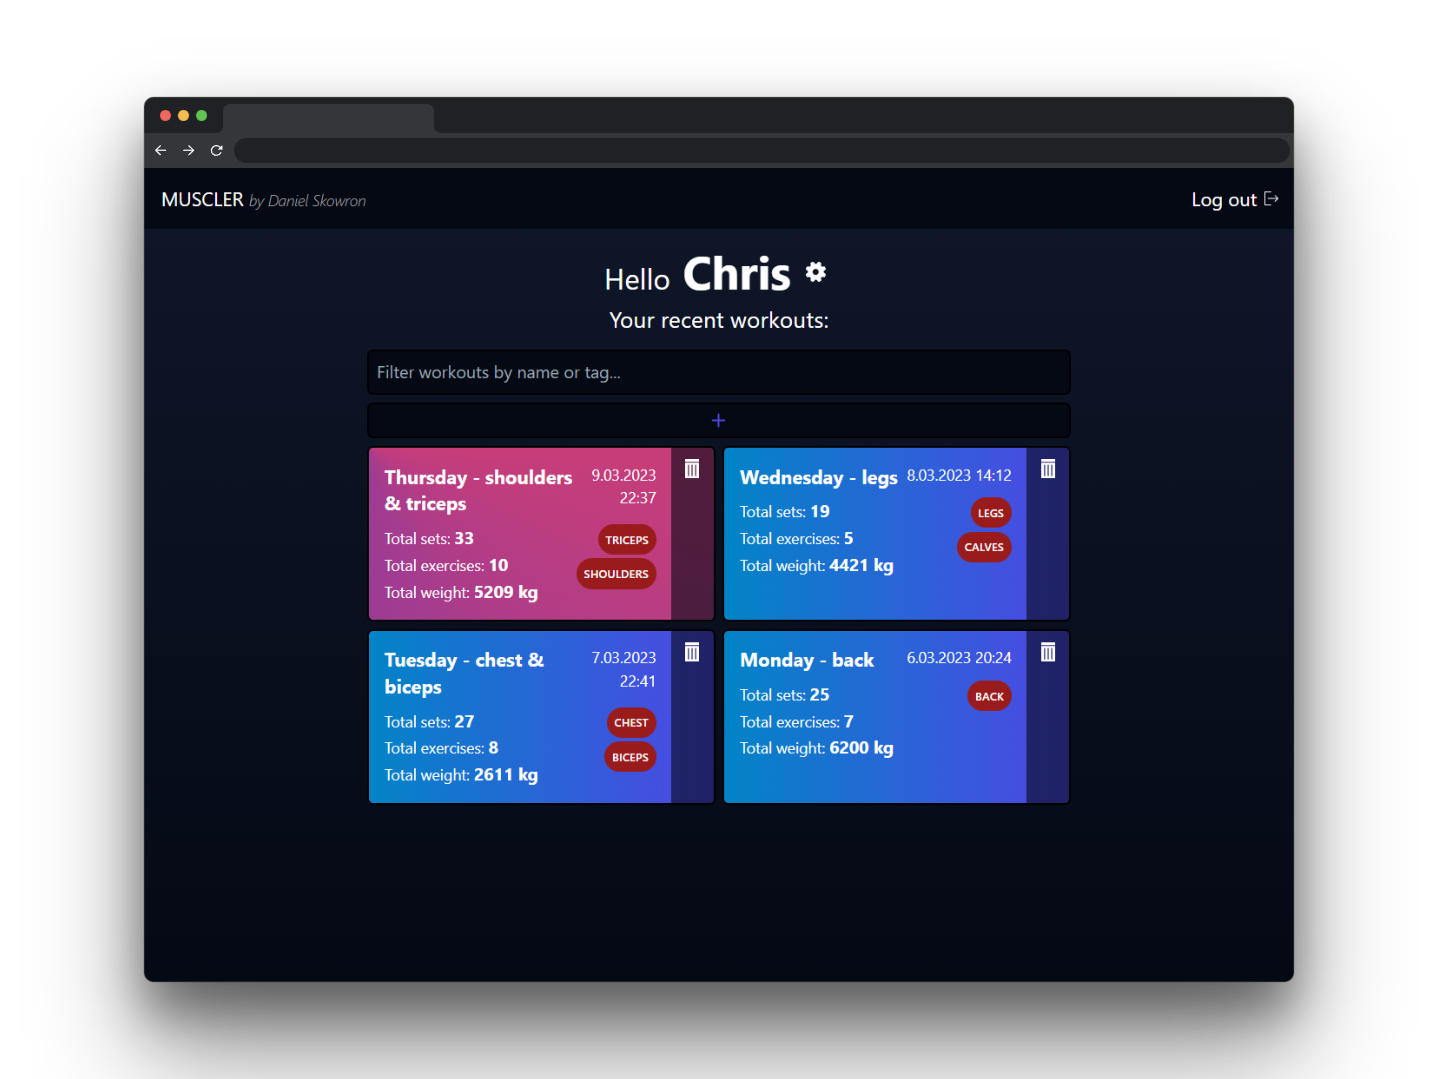 MUSCLER by Daniel Skowron
Log out
Hello Chris
Your recent workouts:
Filter workouts by name or tag...
+
Thursday - shoulders
& triceps
9.03.2023
22:37
Total sets: 33
Total exercises: 10
Total weight: 5209 kg
TRICEPS
SHOULDERS
Wednesday - legs
8.03.2023 14:12
Total sets: 19
Total exercises: 5
Total weight: 4421 kg
LEGS
CALVES
Tuesday - chest &
biceps
7.03.2023
22:41
Total sets: 27
Total exercises: 8
Total weight: 2611 kg
CHEST
BICEPS
Monday - back
6.03.2023 20:24
Total sets: 25
Total exercises: 7
Total weight: 6200 kg
BACK